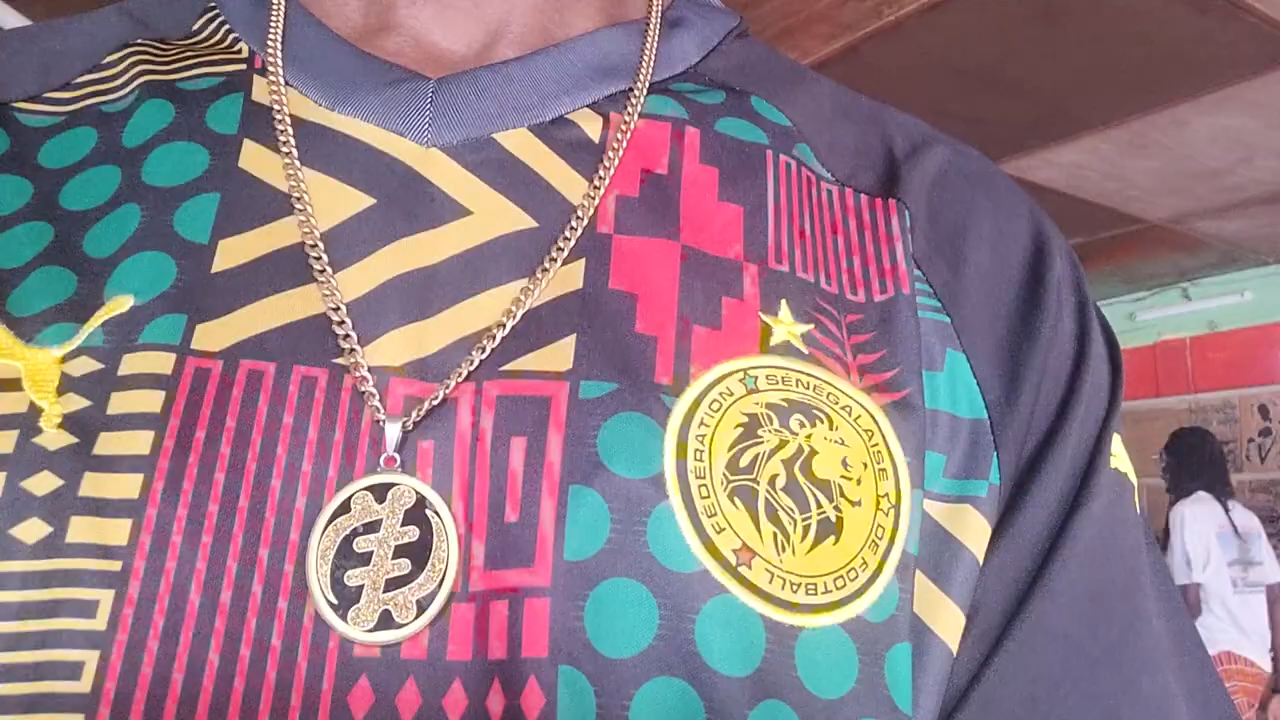 FÉDÉRATION ☆ SÉNÉGALAISE ☆ DE FOOTBALL ☆